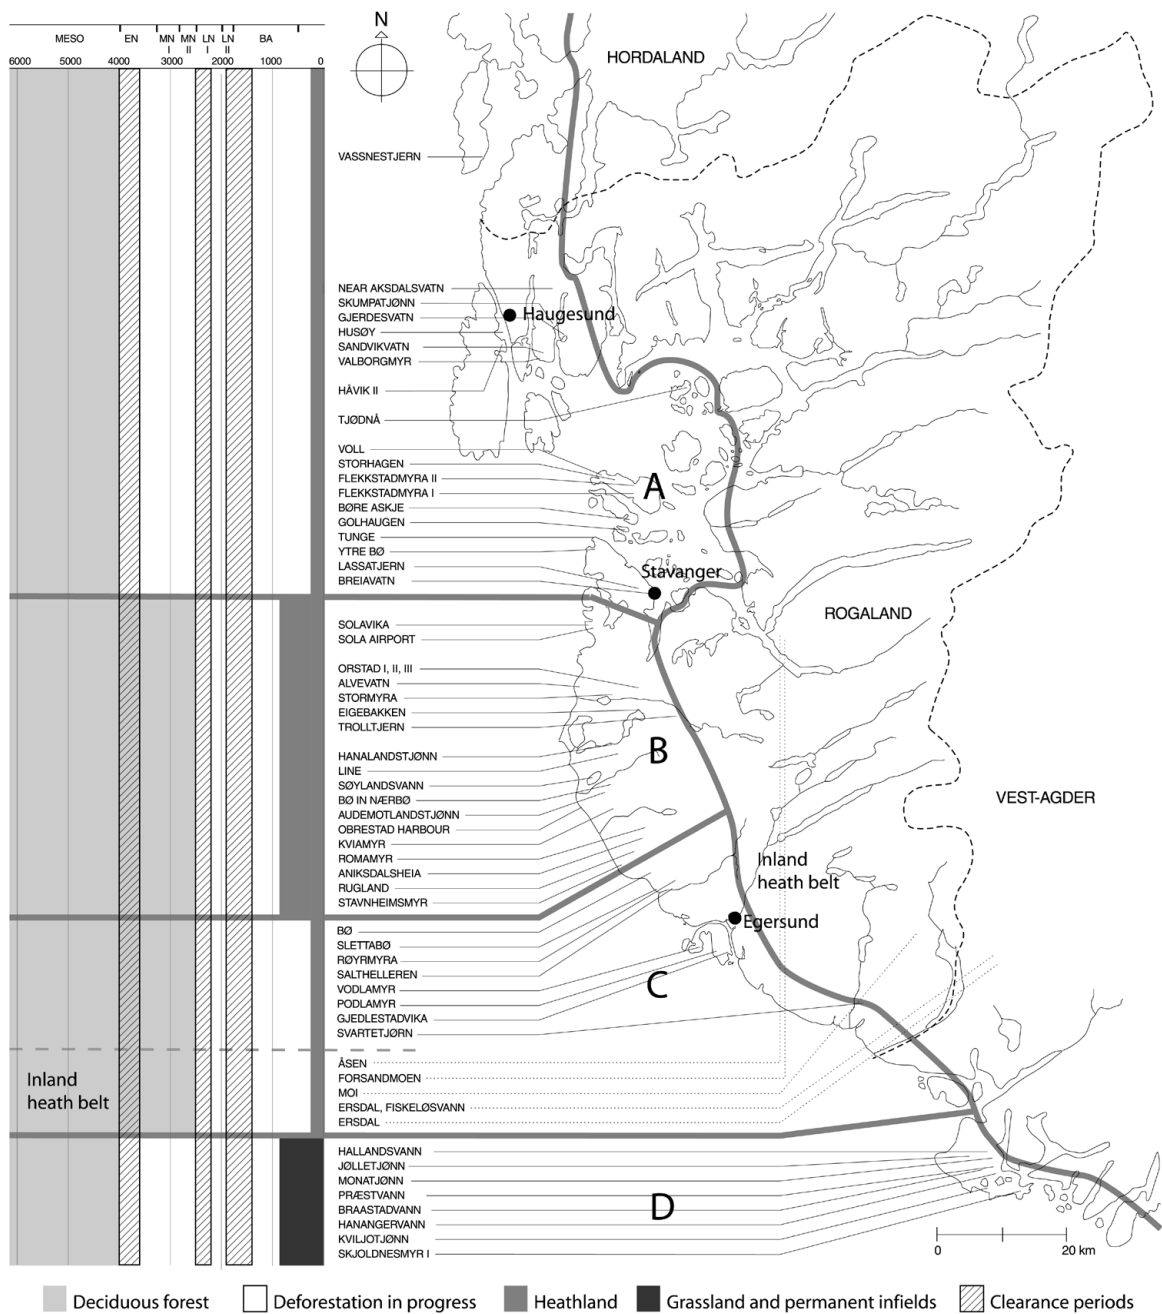 MESO EN MN I MN II LN I LN II BA
6000 5000 4000 3000 2000 1000 0
N
HORDALAND
VASSNESTJERN
NEAR AKSDALSVATN
SKUMPATJØNN
GJERDESVATN
Haugesund
HUSØY
SANDVIKVATN
VALBORGMYR
HÅVIK II
TJØDNÅ
VOLL
STORHAGEN
FLEKKSTADMYRA II
FLEKKSTADMYRA I
A
BØRE ASKJE
GOLHAUGEN
TUNGE
YTRE BØ
LASSATJERN
Stavanger
BREIAVATN
ROGALAND
SOLAVIKA
SOLA AIRPORT
ORSTAD I, II, III
ALVEVATN
STORMYRA
EIGEBAKKEN
TROLLTJERN
B
HANALANDSTJØNN
LINE
SØYLANDSVANN
BØ IN NÆRBØ
VEST-AGDER
AUDEMOTLANDSTJØNN
OBRESTAD HARBOUR
KVIAMYR
ROMAMYR
ANIKSDALSHEIA
RUGLAND
STAVNHEIMSMYR
Inland
heath belt
Egersund
BØ
SLETTABØ
RØYRMYRA
SALTHELLEREN
VODLAMYR
C
PODLAMYR
GJEDLESTADVIKA
SVARTETJØRN
Inland
heath belt
ÅSEN
FORSANDMOEN
MOI
ERSDAL, FISKELØSVANN
ERSDAL
HALLANDSVANN
JØLLETJØNN
MONATJØNN
PRÆSTVANN
BRAASTADVANN
D
HANANGERVANN
KVILJOTJØNN
SKJOLDNESMYR I
0 20 km
Deciduous forest Deforestation in progress Heathland Grassland and permanent infields Clearance periods